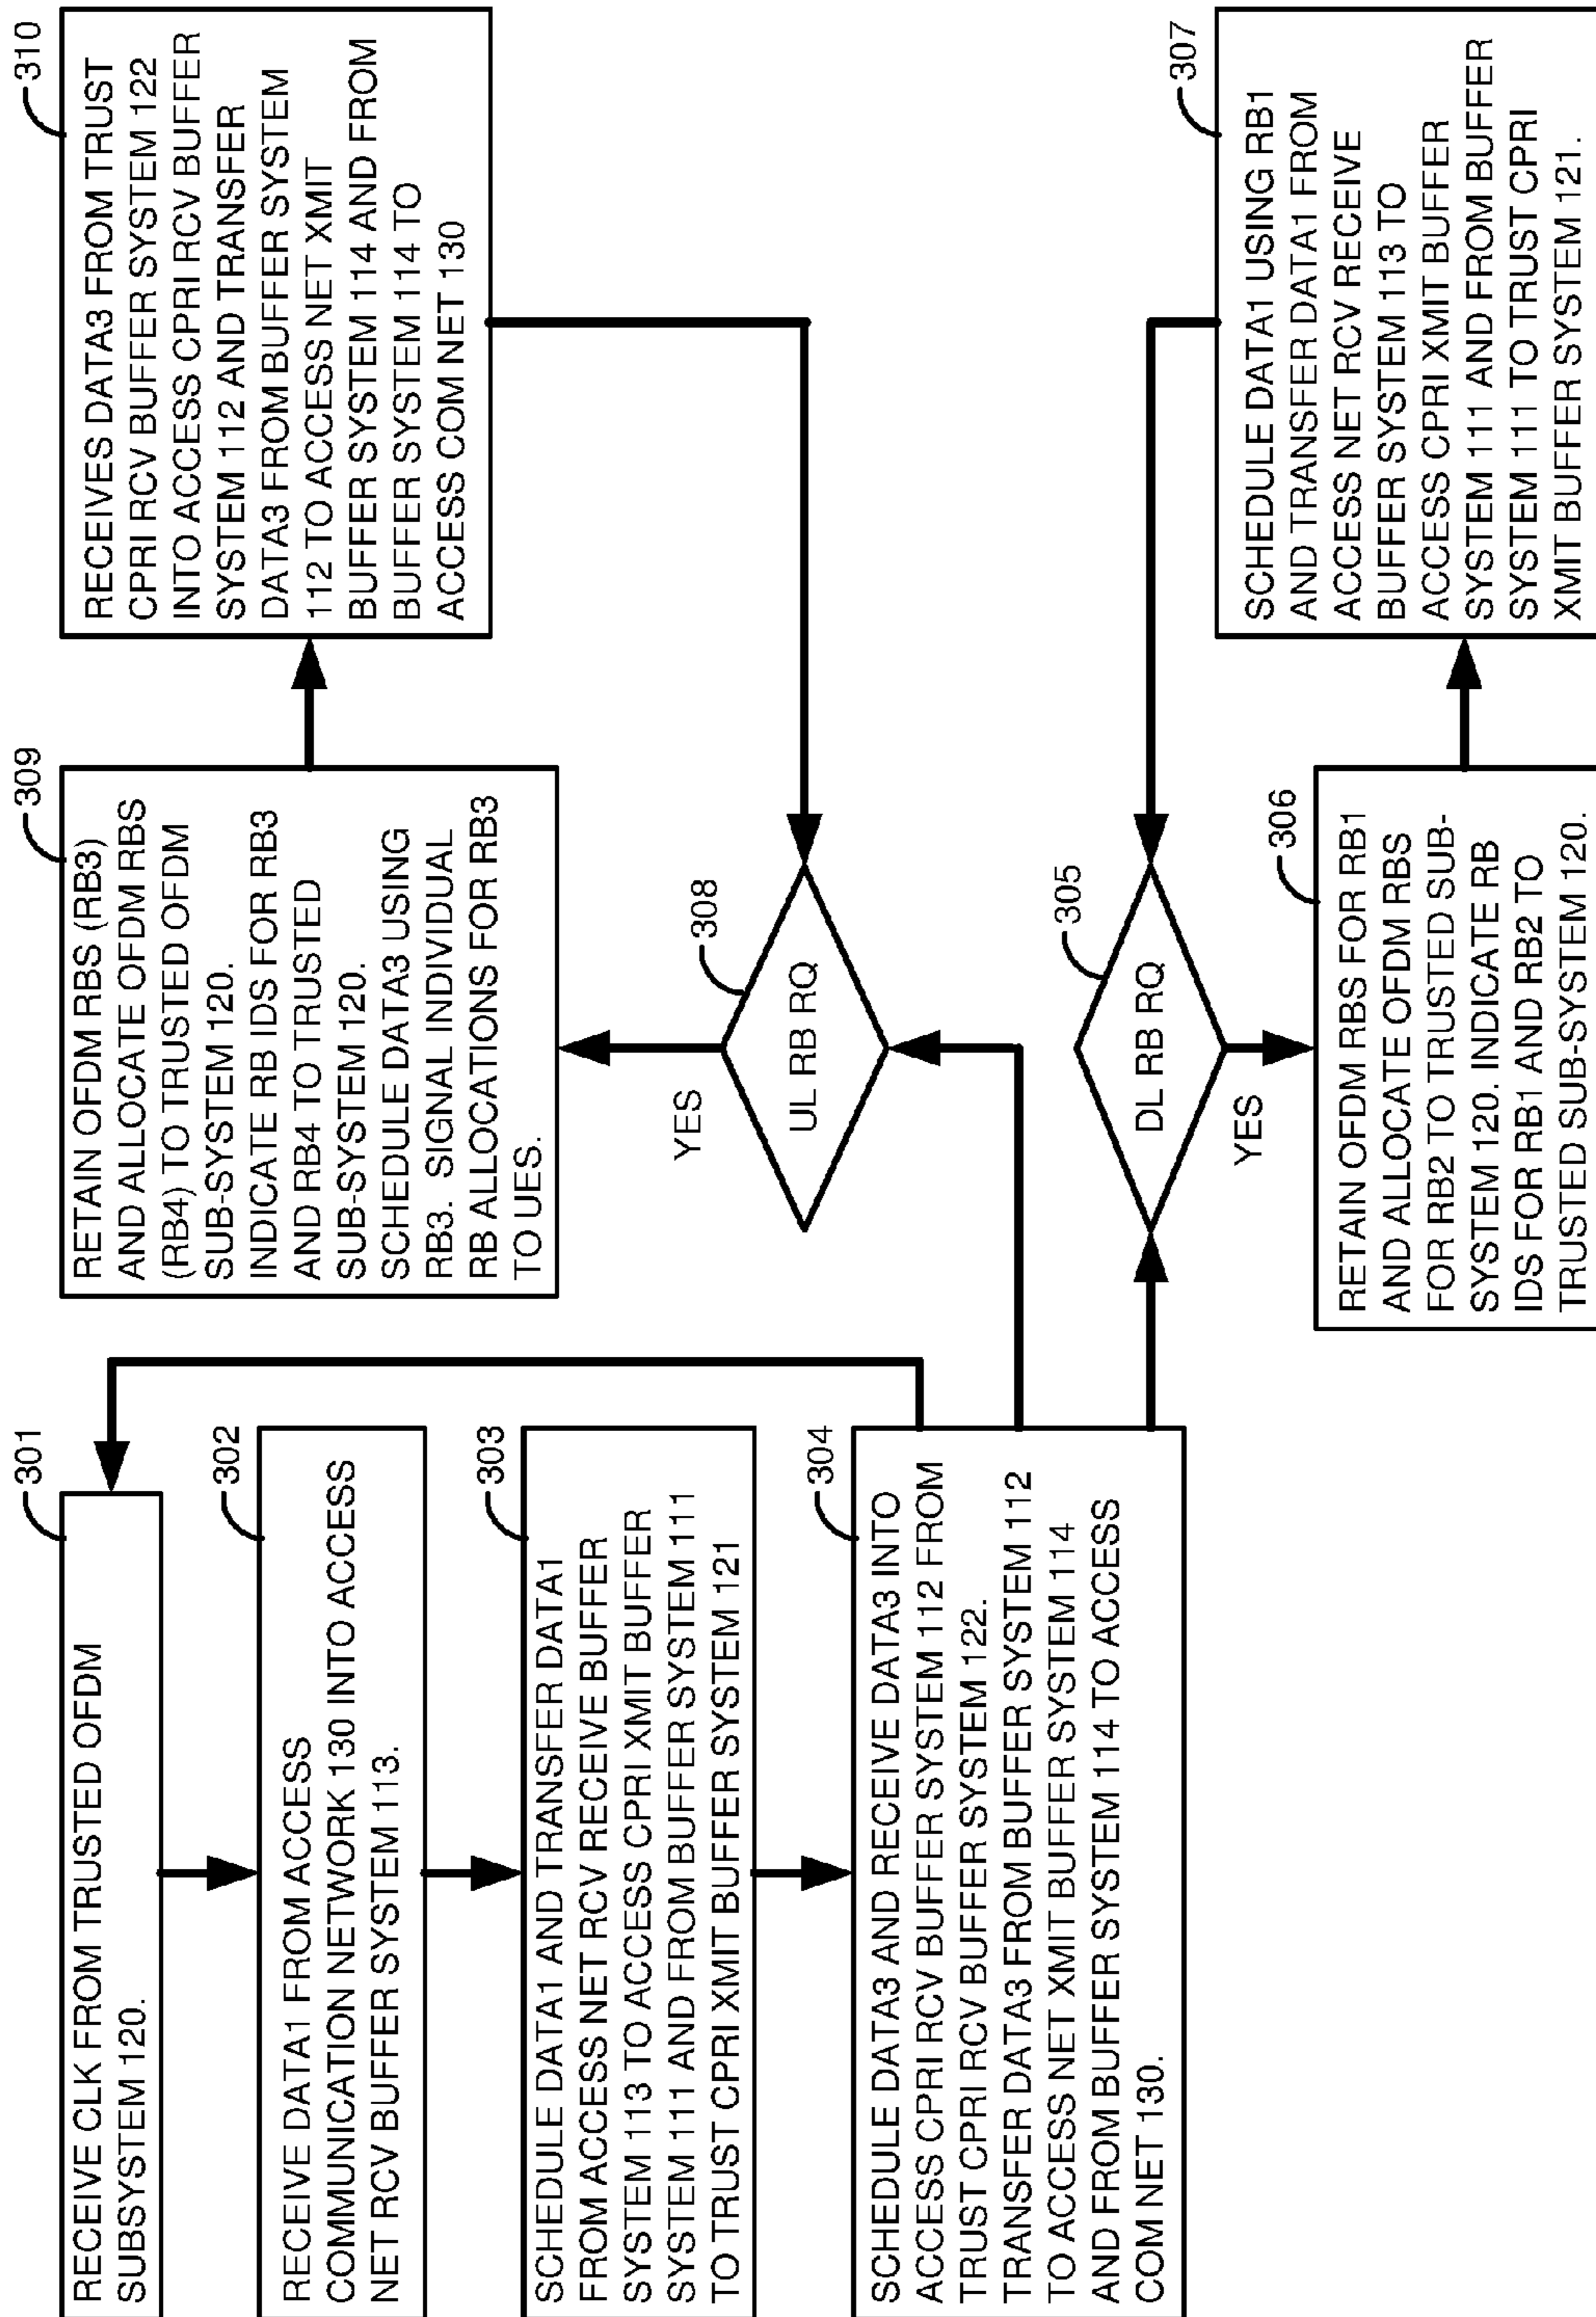 301
RECEIVE CLK FROM TRUSTED OFDM
SUBSYSTEM 120.
302
RECEIVE DATA1 FROM ACCESS
COMMUNICATION NETWORK 130 INTO ACCESS
NET RCV BUFFER SYSTEM 113.
303
SCHEDULE DATA1 AND TRANSFER DATA1
FROM ACCESS NET RCV RECEIVE BUFFER
SYSTEM 113 TO ACCESS CPRI XMIT BUFFER
SYSTEM 111 AND FROM BUFFER SYSTEM 111
TO TRUST CPRI XMIT BUFFER SYSTEM 121
304
SCHEDULE DATA3 AND RECEIVE DATA3 INTO
ACCESS CPRI RCV BUFFER SYSTEM 112 FROM
TRUST CPRI RCV BUFFER SYSTEM 122.
TRANSFER DATA3 FROM BUFFER SYSTEM 112
TO ACCESS NET XMIT BUFFER SYSTEM 114
AND FROM BUFFER SYSTEM 114 TO ACCESS
COM NET 130.
305
DL RB RQ
YES
306
RETAIN OFDM RBS FOR RB1
AND ALLOCATE OFDM RBS
FOR RB2 TO TRUSTED SUB-
SYSTEM 120. INDICATE RB
IDS FOR RB1 AND RB2 TO
TRUSTED SUB-SYSTEM 120.
307
SCHEDULE DATA1 USING RB1
AND TRANSFER DATA1 FROM
ACCESS NET RCV RECEIVE
BUFFER SYSTEM 113 TO
ACCESS CPRI XMIT BUFFER
SYSTEM 111 AND FROM BUFFER
SYSTEM 111 TO TRUST CPRI
XMIT BUFFER SYSTEM 121.
308
UL RB RQ
YES
309
RETAIN OFDM RBS (RB3)
AND ALLOCATE OFDM RBS
(RB4) TO TRUSTED OFDM
SUB-SYSTEM 120.
INDICATE RB IDS FOR RB3
AND RB4 TO TRUSTED
SUB-SYSTEM 120.
SCHEDULE DATA3 USING
RB3. SIGNAL INDIVIDUAL
RB ALLOCATIONS FOR RB3
TO UES.
310
RECEIVES DATA3 FROM TRUST
CPRI RCV BUFFER SYSTEM 122
INTO ACCESS CPRI RCV BUFFER
SYSTEM 112 AND TRANSFER
DATA3 FROM BUFFER SYSTEM
112 TO ACCESS NET XMIT
BUFFER SYSTEM 114 AND FROM
BUFFER SYSTEM 114 TO
ACCESS COM NET 130